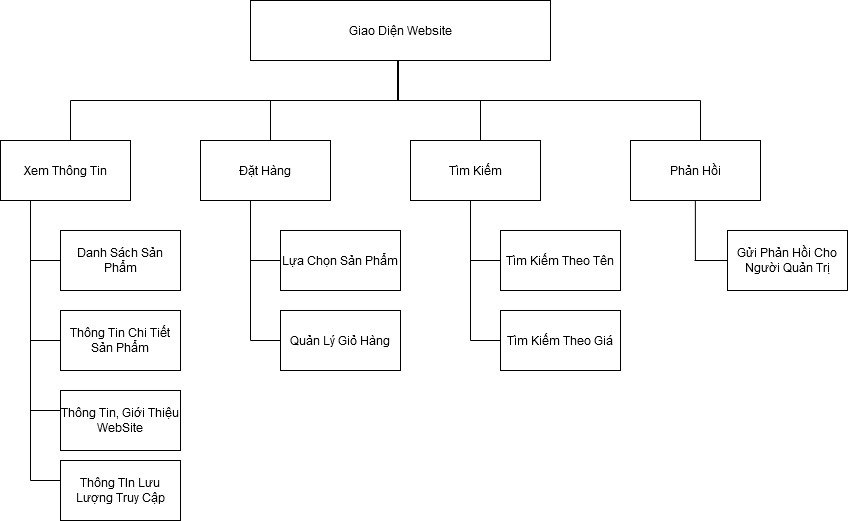 Giao Diện Website
Xem Thông Tin
Đặt Hàng
Tìm Kiếm
Phản Hồi
Danh Sách Sản
Phẩm
Thông Tin Chi Tiết
Sản Phẩm
Thông Tin, Giới Thiệu
WebSite
Thông TIn Lưu
Lượng Truy Cập
Lựa Chọn Sản Phẩm
Quản Lý Giỏ Hàng
Tìm Kiếm Theo Tên
Tìm Kiếm Theo Giá
Gửi Phản Hồi Cho
Người Quản Trị